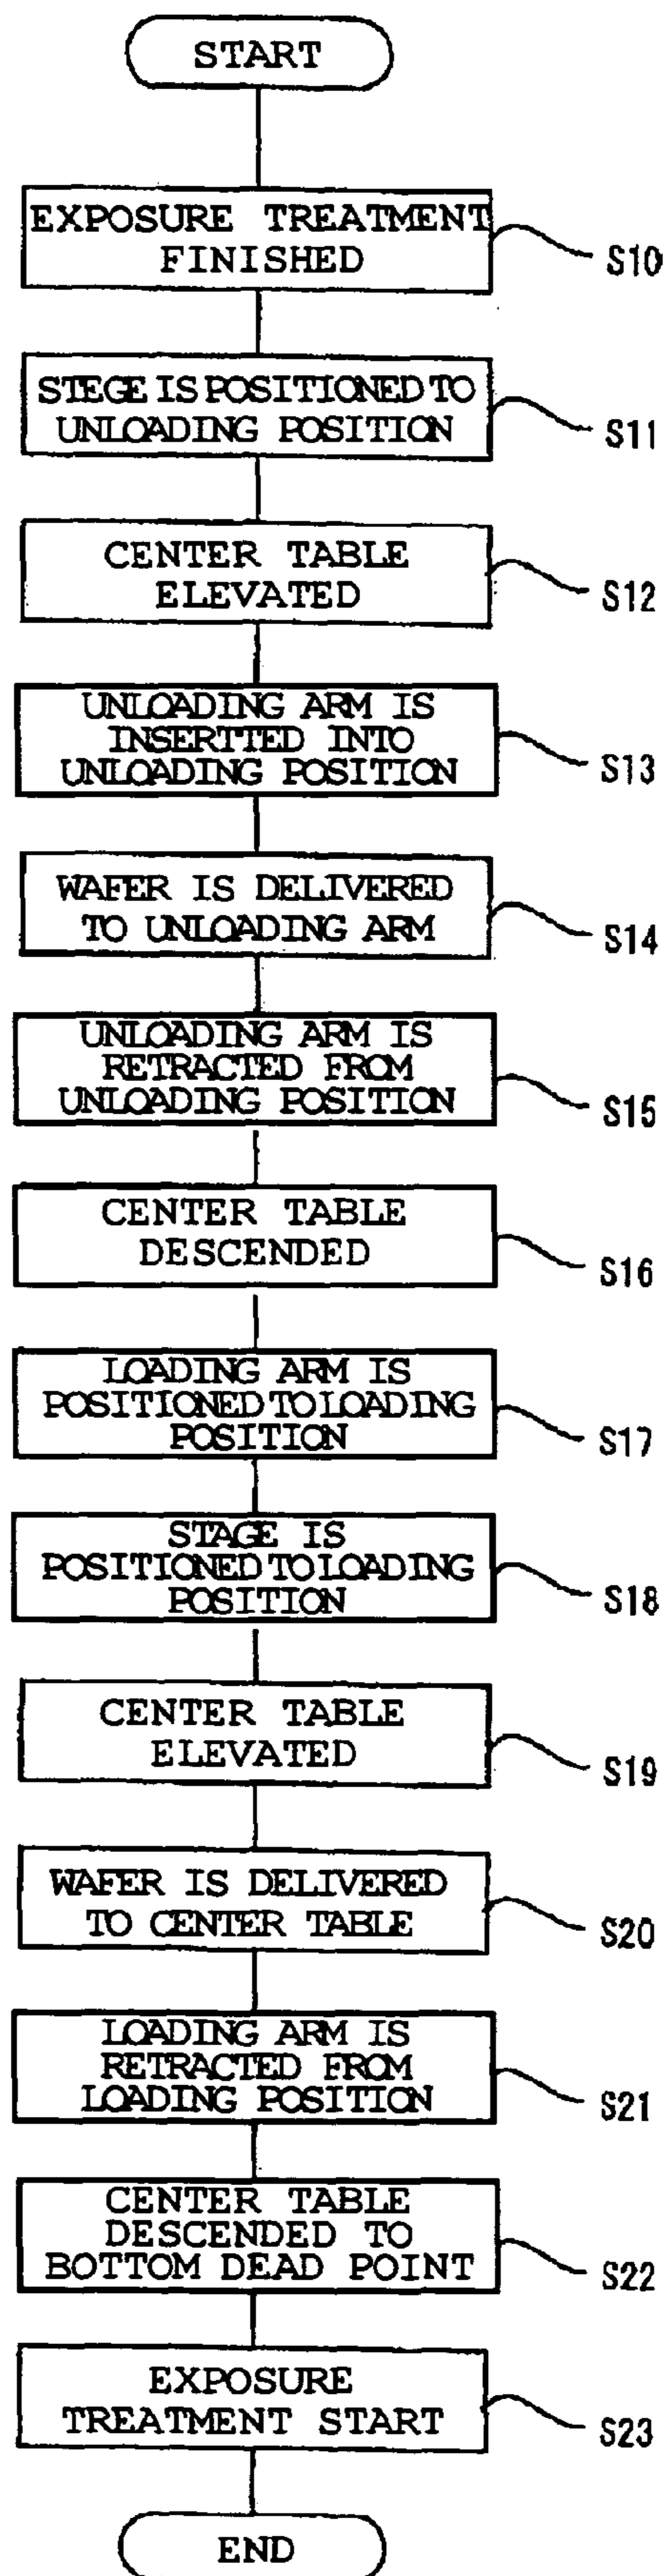 START
EXPOSURE TREATMENT
FINISHED
S10
STEGE IS POSITIONED TO
UNLOADING POSITION
S11
CENTER TABLE
ELEVATED
S12
UNLOADING ARM IS
INSERTTED INTO
UNLOADING POSITION
S13
WAFER IS DELIVERED
TO UNLOADING ARM
S14
UNLOADING ARM IS
RETRACTED FROM
UNLOADING POSITION
S15
CENTER TABLE
DESCENDED
S16
LOADING ARM IS
POSITIONED TO LOADING
POSITION
S17
STAGE IS
POSITIONED TO LOADING
POSITION
S18
CENTER TABLE
ELEVATED
S19
WAFER IS DELIVERED
TO CENTER TABLE
S20
LOADING ARM IS
RETRACTED FROM
LOADING POSITION
S21
CENTER TABLE
DESCENDED TO
BOTTOM DEAD POINT
S22
EXPOSURE
TREATMENT START
S23
END